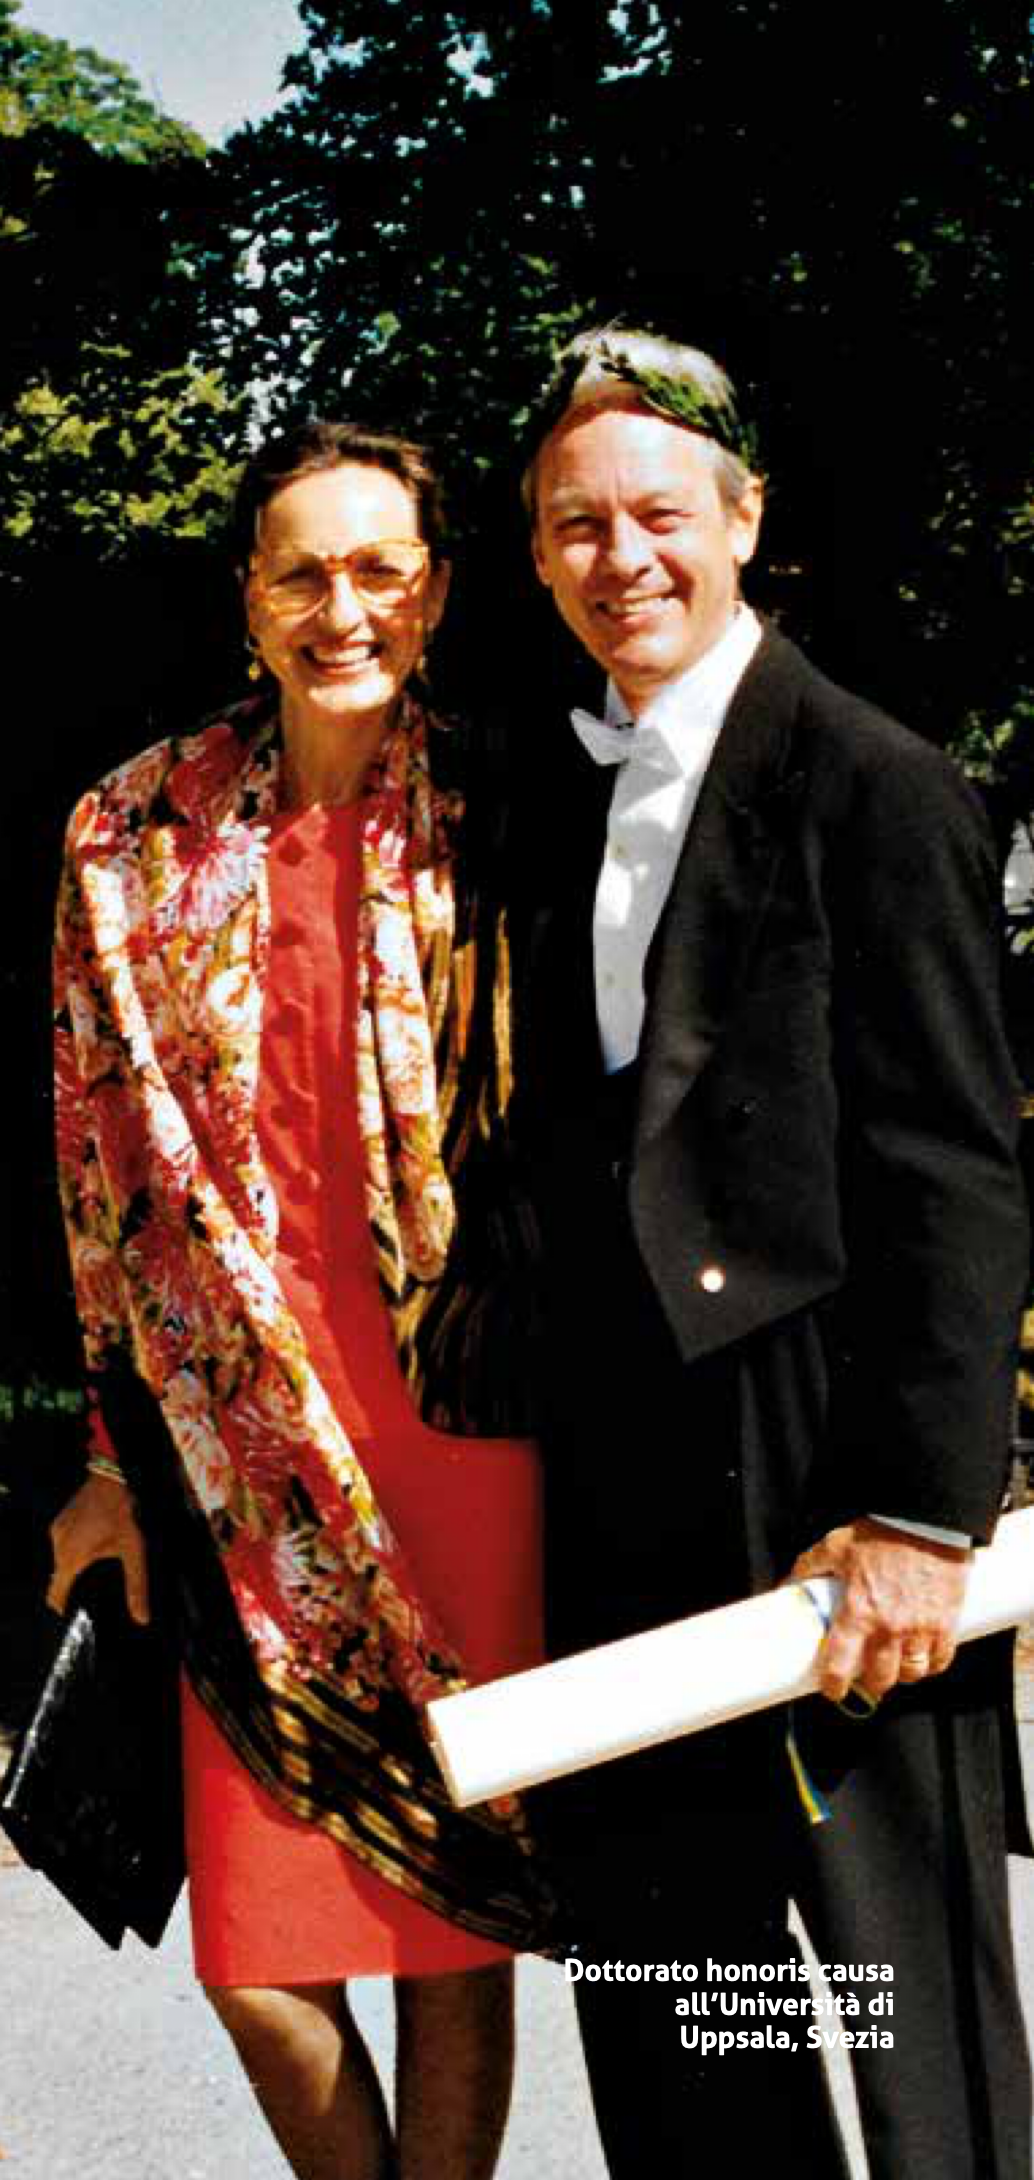 Dottorato honoris causa
all’Università di
Uppsala, Svezia